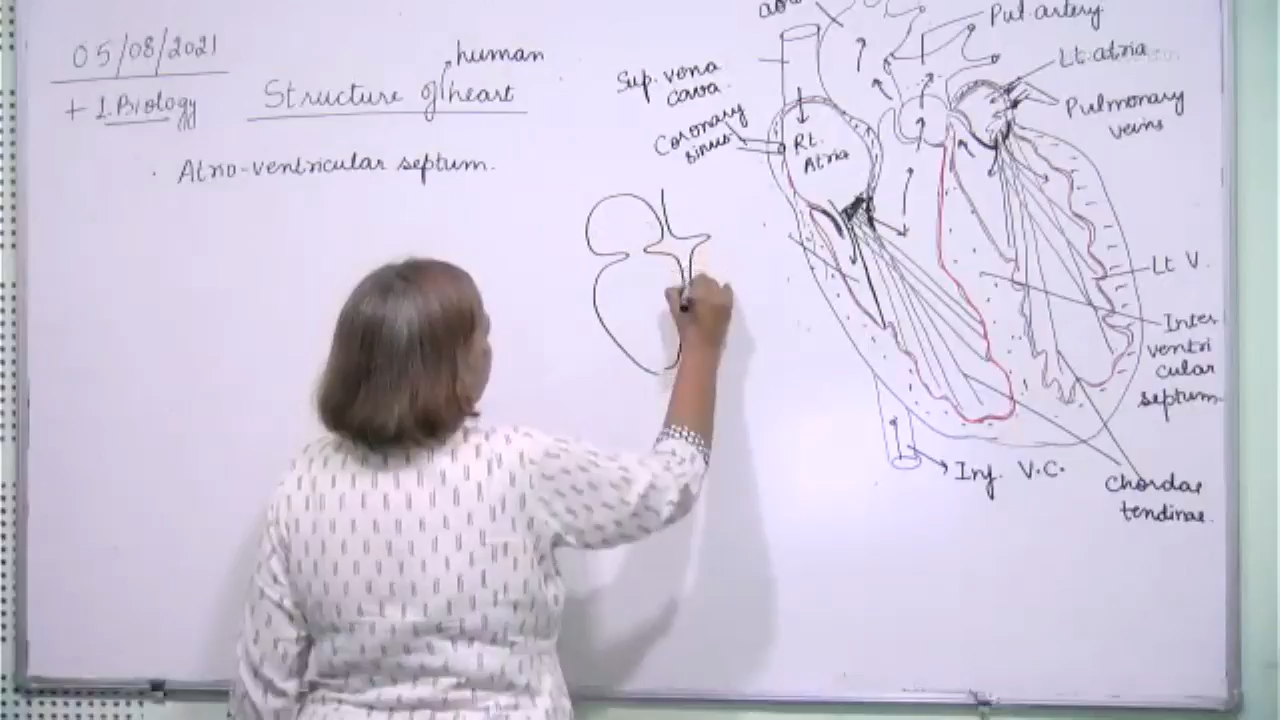 05/08/2021
+ 1. Biology
human
Structure of heart
. Atrio-ventricular septum.
Pul. artery
Lt atria
Pulmonary
veins
Sup. vena
cava.
Coronary
sinus
Rt.
Atria
Lt V.
Inter
ventri
cular
septum
Inf. V.C.
Chordae
tendinae.